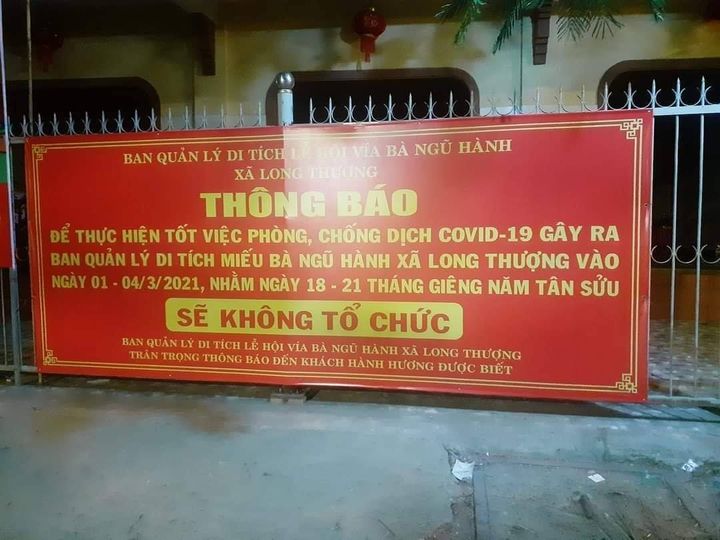 BAN QUẢN LÝ DI TÍCH LỄ HỘI VÍA BÀ NGŨ HÀNH
XÃ LONG THƯỢNG
THÔNG BÁO
ĐỂ THỰC HIỆN TỐT VIỆC PHÒNG, CHỐNG DỊCH COVID-19 GÂY RA
BAN QUẢN LÝ DI TÍCH MIẾU BÀ NGŨ HÀNH XÃ LONG THƯỢNG VÀO
NGÀY 01 - 04/3/2021, NHẰM NGÀY 18 - 21 THÁNG GIÊNG NĂM TÂN SỬU
SẼ KHÔNG TỔ CHỨC
BAN QUẢN LÝ DI TÍCH LỄ HỘI VÍA BÀ NGŨ HÀNH XÃ LONG THƯỢNG
TRÂN TRỌNG THÔNG BÁO ĐẾN KHÁCH HÀNH HƯƠNG ĐƯỢC BIẾT